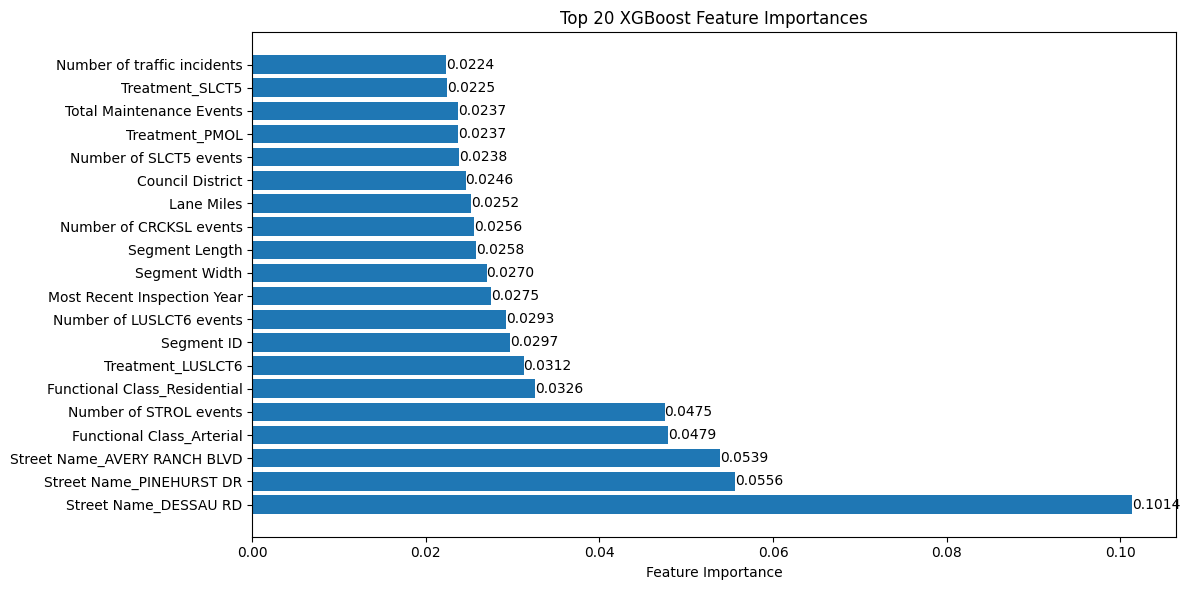 Top 20 XGBoost Feature Importances
Number of traffic incidents 0.0224
Treatment_SLCT5 0.0225
Total Maintenance Events 0.0237
Treatment_PMOL 0.0237
Number of SLCT5 events 0.0238
Council District 0.0246
Lane Miles 0.0252
Number of CRCKSL events 0.0256
Segment Length 0.0258
Segment Width 0.0270
Most Recent Inspection Year 0.0275
Number of LUSLCT6 events 0.0293
Segment ID 0.0297
Treatment_LUSLCT6 0.0312
Functional Class_Residential 0.0326
Number of STROL events 0.0475
Functional Class_Arterial 0.0479
Street Name_AVERY RANCH BLVD 0.0539
Street Name_PINEHURST DR 0.0556
Street Name_DESSAU RD 0.1014
0.00 0.02 0.04 0.06 0.08 0.10
Feature Importance